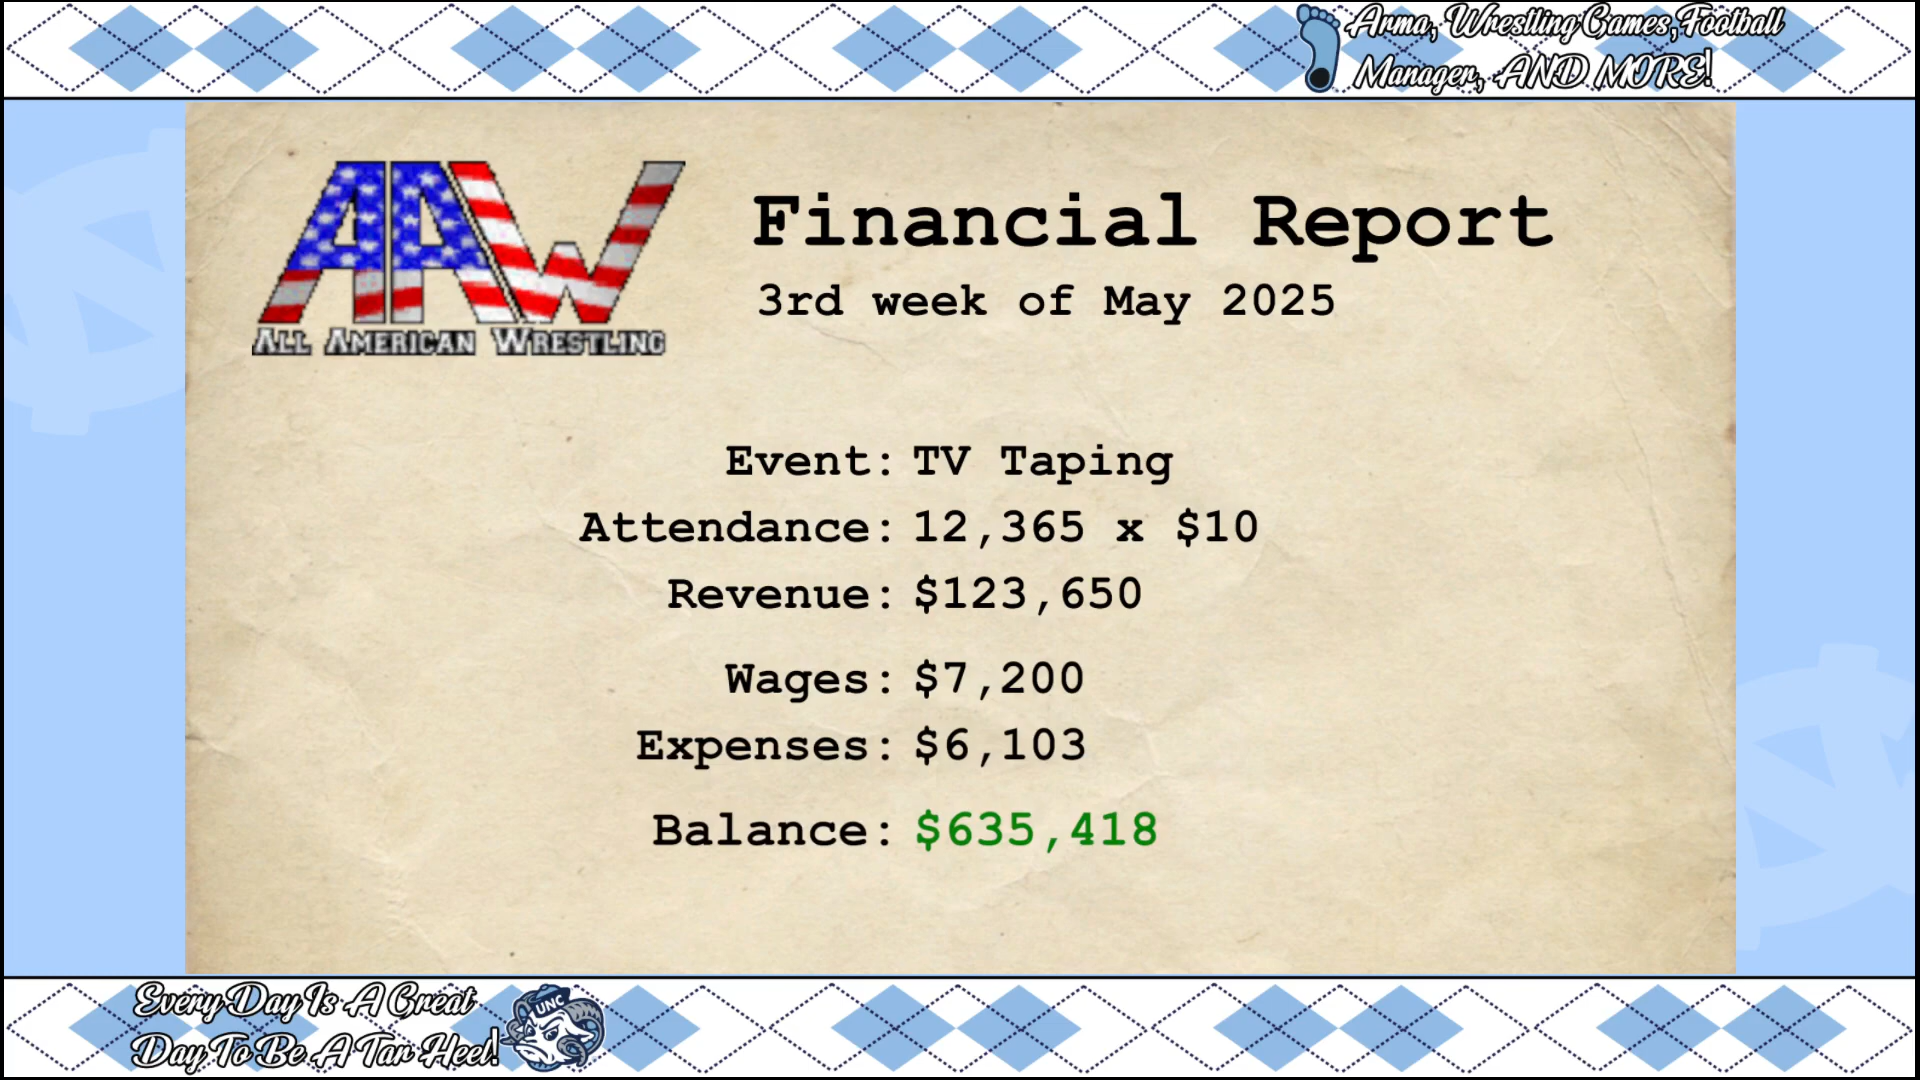 Arma, Wrestling Games, Football
Manager, AND MORE!
AAW
ALL AMERICAN WRESTLING
Financial Report
3rd week of May 2025
Event: TV Taping
Attendance: 12,365 x $10
Revenue: $123,650
Wages: $7,200
Expenses: $6,103
Balance: $635,418
Every Day Is A Great
Day To Be A Tar Heel!
UNC